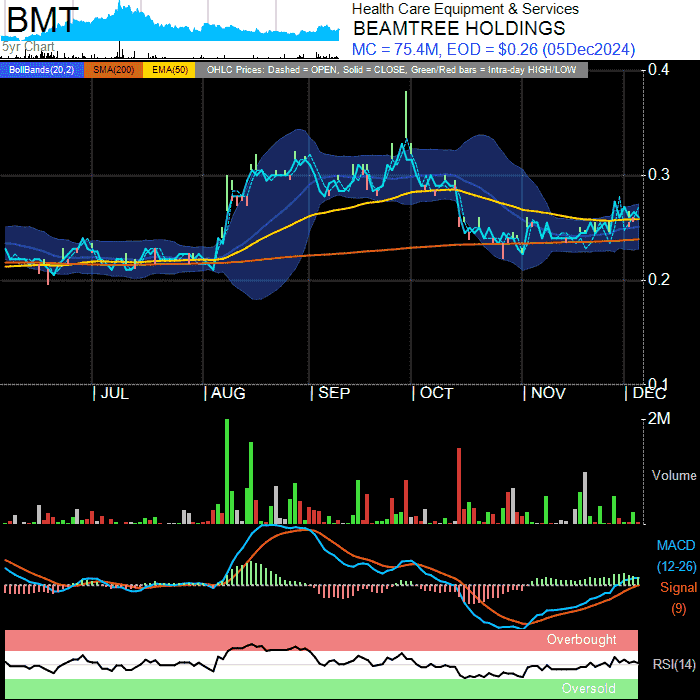 BMT
Health Care Equipment & Services
BEAMTREE HOLDINGS
5yr Chart
MC = 75.4M, EOD = $0.26 (05Dec2024)
BollBands(20,2) SMA(200) EMA(50) OHLC Prices: Dashed = OPEN, Solid = CLOSE, Green/Red bars = Intra-day HIGH/LOW
0.4
0.3
0.2
0.1
| JUL | AUG | SEP | OCT | NOV | DEC
2M
Volume
MACD
(12-26)
Signal
(9)
Overbought
RSI(14)
Oversold